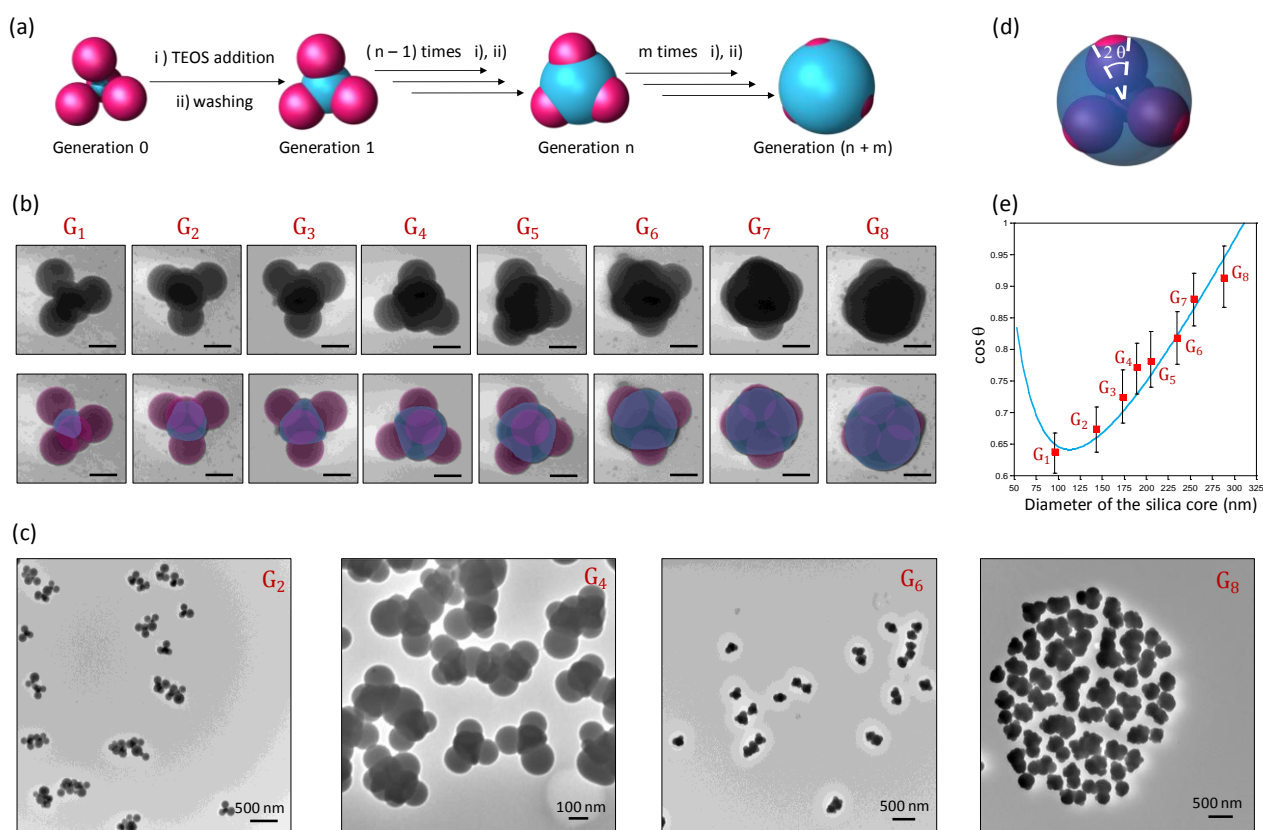 (a)
i ) TEOS addition
ii) washing
(n – 1) times i), ii)
m times i), ii)
Generation 0
Generation 1
Generation n
Generation (n + m)
(d)
2 θ
(b)
G1 G2 G3 G4 G5 G6 G7 G8
(e)
cos θ
1
0.95
0.9
0.85
0.8
0.75
0.7
0.65
0.6
G1
G2
G3
G4
G5
G6
G7
G8
50 75 100 125 150 175 200 225 250 275 300 325
Diameter of the silica core (nm)
(c)
G2
500 nm
G4
100 nm
G6
500 nm
G8
500 nm